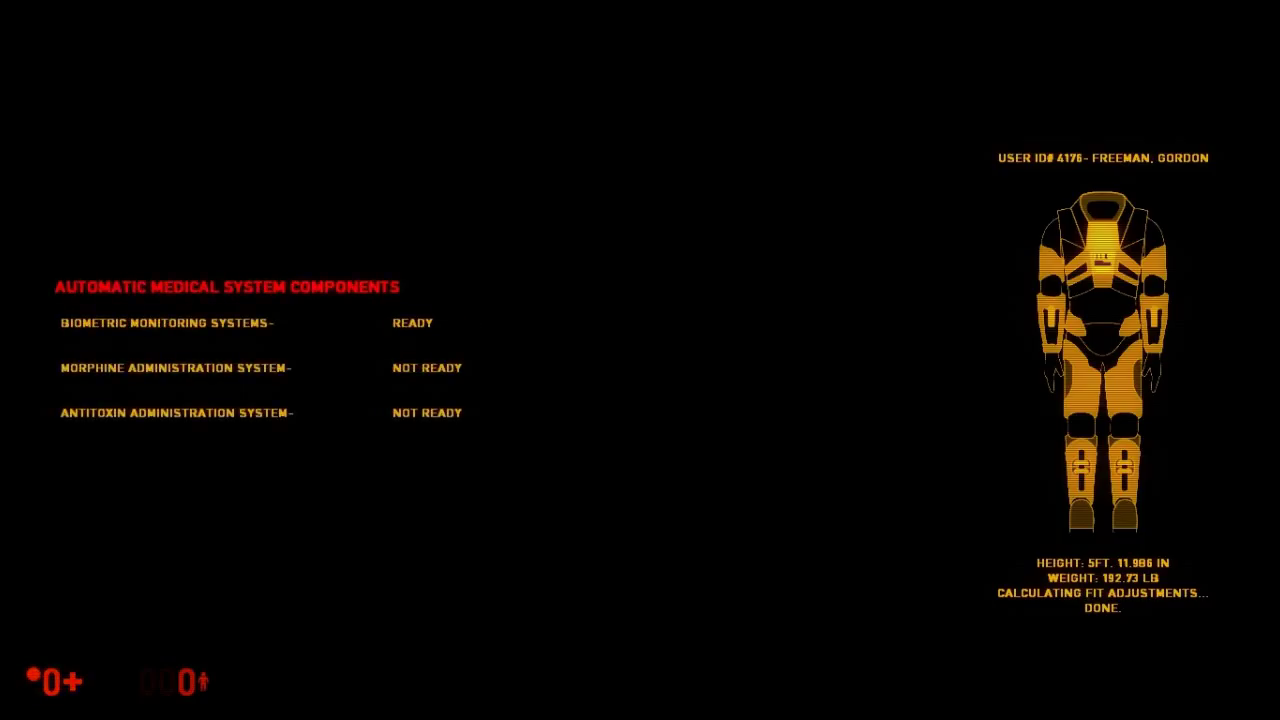 USER ID# 4176- FREEMAN, GORDON
AUTOMATIC MEDICAL SYSTEM COMPONENTS
BIOMETRIC MONITORING SYSTEMS- READY
MORPHINE ADMINISTRATION SYSTEM- NOT READY
ANTITOXIN ADMINISTRATION SYSTEM- NOT READY
HEIGHT: 5FT. 11.986 IN
WEIGHT: 192.73 LB
CALCULATING FIT ADJUSTMENTS...
DONE.
0+ 000